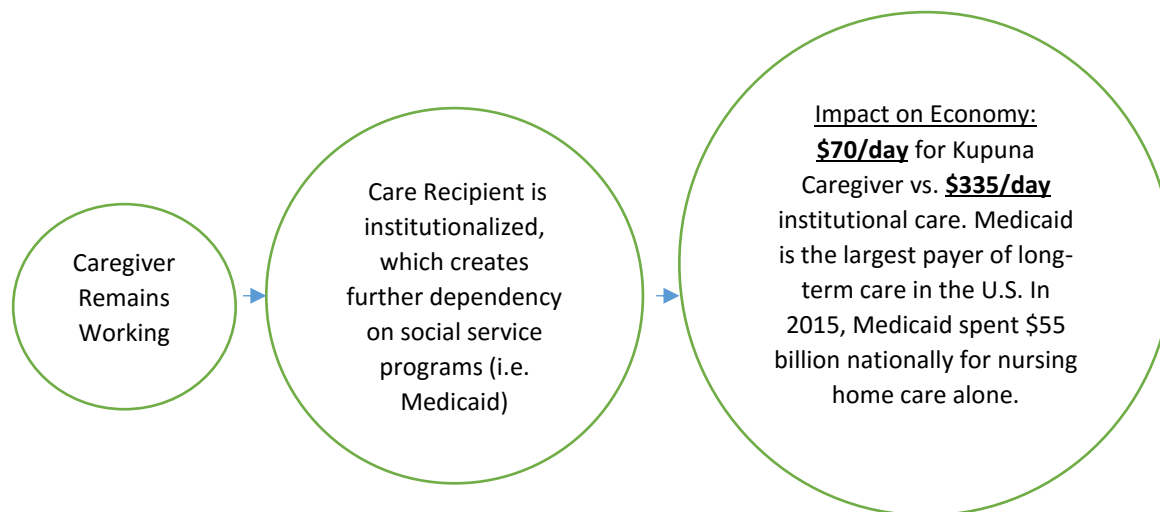 Caregiver
Remains
Working
Care Recipient is
institutionalized,
which creates
further dependency
on social service
programs (i.e.
Medicaid)
Impact on Economy:
$70/day for Kupuna
Caregiver vs. $335/day
institutional care. Medicaid
is the largest payer of long-
term care in the U.S. In
2015, Medicaid spent $55
billion nationally for nursing
home care alone.